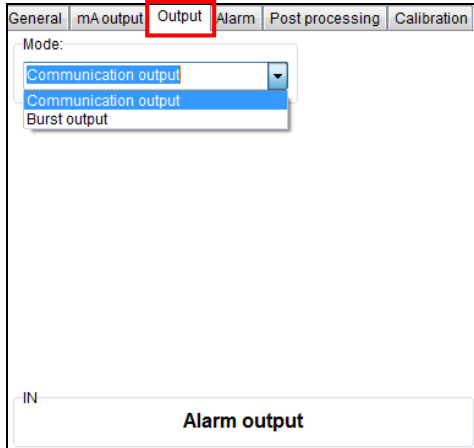 General mA output Output Alarm Post processing Calibration
Mode:
Communication output
Communication output
Burst output
IN
Alarm output